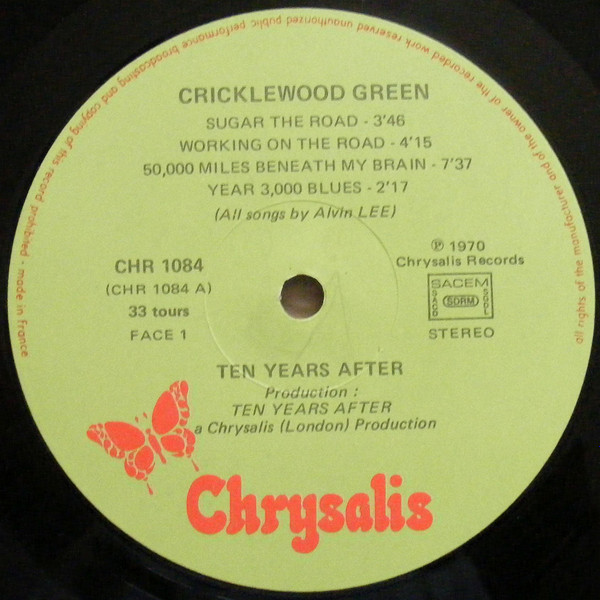 all rights of the manufacturer and of the owner of the recorded work reserved unauthorized public performance broadcasting and copying of this record prohibited - made in france
CRICKLEWOOD GREEN
SUGAR THE ROAD - 3'46
WORKING ON THE ROAD - 4'15
50,000 MILES BENEATH MY BRAIN - 7'37
YEAR 3,000 BLUES - 2'17
(All songs by Alvin LEE)
CHR 1084
(CHR 1084 A)
33 tours
FACE 1
℗ 1970
Chrysalis Records
SACEM
SACD SDRM SGDL
STEREO
TEN YEARS AFTER
Production :
TEN YEARS AFTER
a Chrysalis (London) Production
Chrysalis